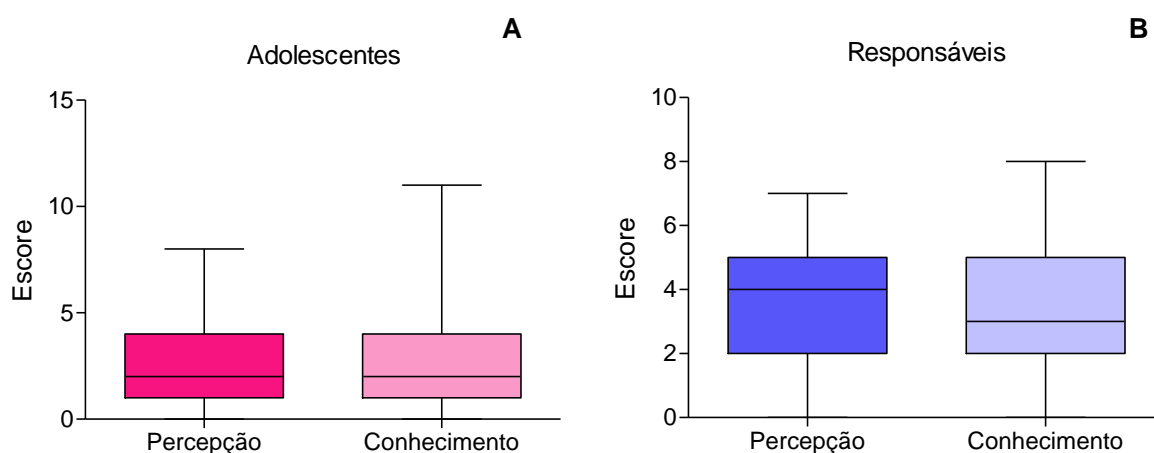 A
Adolescentes
Escore
15
10
5
0
Percepção
Conhecimento
B
Responsáveis
Escore
10
8
6
4
2
0
Percepção
Conhecimento